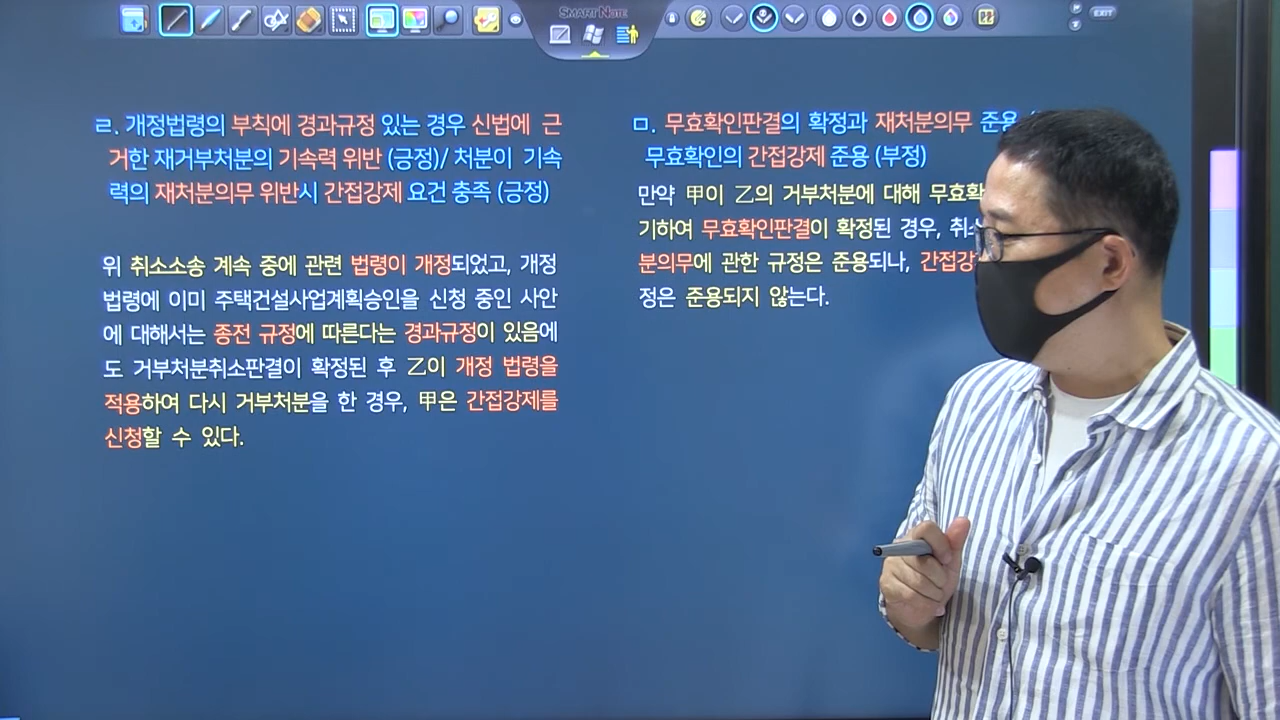 SMART NOTE
EXIT
ㄹ. 개정법령의 부칙에 경과규정 있는 경우 신법에 근
거한 재거부처분의 기속력 위반 (긍정)/ 처분이 기속
력의 재처분의무 위반시 간접강제 요건 충족 (긍정)
위 취소소송 계속 중에 관련 법령이 개정되었고, 개정
법령에 이미 주택건설사업계획승인을 신청 중인 사안
에 대해서는 종전 규정에 따른다는 경과규정이 있음에
도 거부처분취소판결이 확정된 후 乙이 개정 법령을
적용하여 다시 거부처분을 한 경우, 甲은 간접강제를
신청할 수 있다.
ㅁ. 무효확인판결의 확정과 재처분의무 준용
무효확인의 간접강제 준용 (부정)
만약 甲이 乙의 거부처분에 대해 무효확
기하여 무효확인판결이 확정된 경우, 취
분의무에 관한 규정은 준용되나, 간접강
정은 준용되지 않는다.